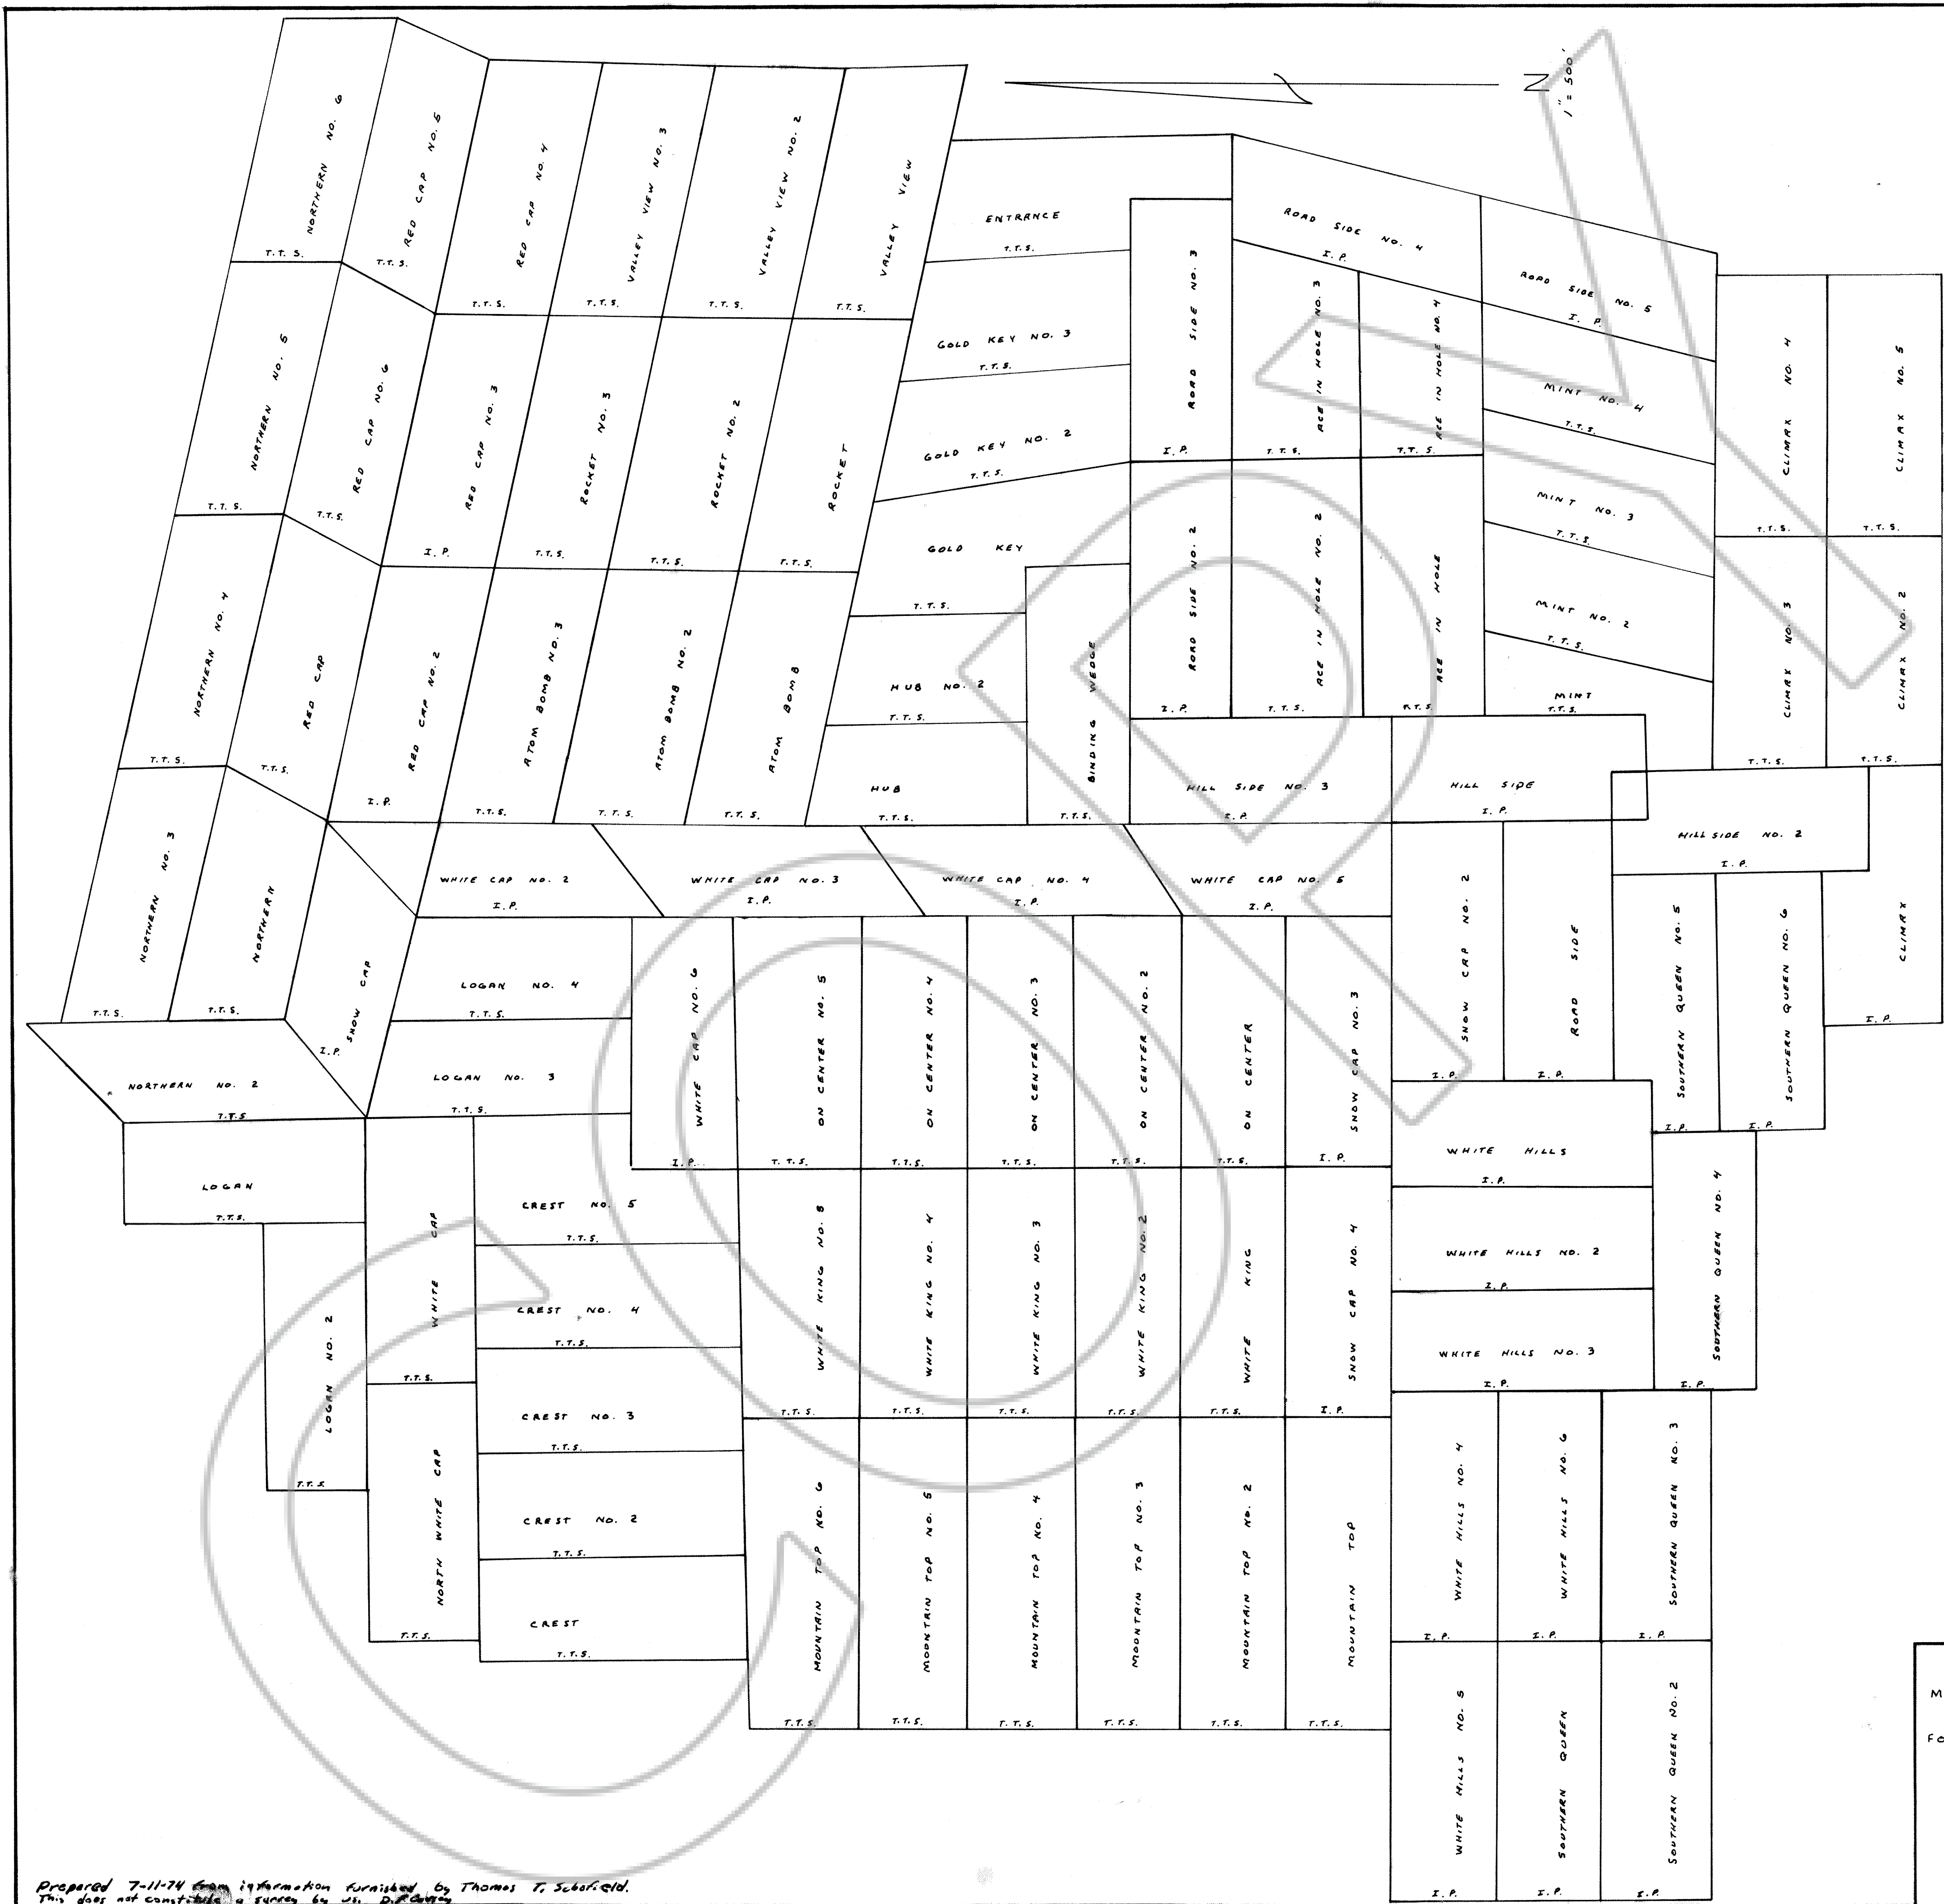 N
1" = 500'
NORTHERN NO. 6
T.T.S.
RED CAP NO. 5
T.T.S.
RED CAP NO. 4
T.T.S.
VALLEY VIEW NO. 3
T.T.S.
VALLEY VIEW NO. 2
T.T.S.
VALLEY VIEW
T.T.S.
ENTRANCE
T.T.S.
ROAD SIDE NO. 3
I.P.
ROAD SIDE NO. 4
I.P.
ROAD SIDE NO. 5
I.P.
NORTHERN NO. 5
T.T.S.
RED CAP NO. 6
T.T.S.
RED CAP NO. 3
I.P.
ROCKET NO. 3
T.T.S.
ROCKET NO. 2
T.T.S.
ROCKET
T.T.S.
GOLD KEY NO. 3
T.T.S.
GOLD KEY NO. 2
T.T.S.
GOLD KEY
T.T.S.
ACE IN HOLE NO. 3
T.T.S.
ACE IN HOLE NO. 4
T.T.S.
MINT NO. 4
T.T.S.
MINT NO. 3
T.T.S.
MINT NO. 2
T.T.S.
MINT
T.T.S.
CLIMAX NO. 4
T.T.S.
CLIMAX NO. 5
T.T.S.
NORTHERN NO. 4
T.T.S.
RED CAP
T.T.S.
RED CAP NO. 2
I.P.
ATOM BOMB NO. 3
T.T.S.
ATOM BOMB NO. 2
T.T.S.
ATOM BOMB
T.T.S.
HUB NO. 2
T.T.S.
HUB
T.T.S.
BINDING WEDGE
T.T.S.
ROAD SIDE NO. 2
I.P.
ACE IN HOLE NO. 2
T.T.S.
ACE IN HOLE
T.T.S.
CLIMAX NO. 3
T.T.S.
CLIMAX NO. 2
T.T.S.
HILL SIDE NO. 3
I.P.
HILL SIDE
I.P.
HILL SIDE NO. 2
I.P.
NORTHERN NO. 3
T.T.S.
NORTHERN
T.T.S.
SNOW CAP
I.P.
WHITE CAP NO. 2
I.P.
WHITE CAP NO. 3
I.P.
WHITE CAP NO. 4
I.P.
WHITE CAP NO. 5
I.P.
SNOW CAP NO. 2
I.P.
ROAD SIDE
I.P.
SOUTHERN QUEEN NO. 5
I.P.
SOUTHERN QUEEN NO. 6
I.P.
CLIMAX
I.P.
LOGAN NO. 4
T.T.S.
LOGAN NO. 3
T.T.S.
WHITE CAP NO. 6
I.P.
ON CENTER NO. 5
T.T.S.
ON CENTER NO. 4
T.T.S.
ON CENTER NO. 3
T.T.S.
ON CENTER NO. 2
T.T.S.
ON CENTER
T.T.S.
SNOW CAP NO. 3
I.P.
NORTHERN NO. 2
T.T.S
LOGAN
T.T.S.
LOGAN NO. 2
T.T.S
WHITE CAP
T.T.S.
NORTH WHITE CAP
T.T.S.
CREST NO. 5
T.T.S.
CREST NO. 4
T.T.S.
CREST NO. 3
T.T.S.
CREST NO. 2
T.T.S.
CREST
T.T.S.
WHITE KING NO. 5
T.T.S.
WHITE KING NO. 4
T.T.S.
WHITE KING NO. 3
T.T.S.
WHITE KING NO. 2
T.T.S.
WHITE KING
T.T.S.
SNOW CAP NO. 4
I.P.
WHITE HILLS
I.P.
WHITE HILLS NO. 2
I.P.
WHITE HILLS NO. 3
I.P.
SOUTHERN QUEEN NO. 4
I.P.
MOUNTAIN TOP NO. 6
T.T.S.
MOUNTAIN TOP NO. 5
T.T.S.
MOUNTAIN TOP NO. 4
T.T.S.
MOUNTAIN TOP NO. 3
T.T.S.
MOUNTAIN TOP NO. 2
T.T.S.
MOUNTAIN TOP
T.T.S.
WHITE HILLS NO. 4
I.P.
WHITE HILLS NO. 6
I.P.
SOUTHERN QUEEN NO. 3
I.P.
WHITE HILLS NO. 5
I.P.
SOUTHERN QUEEN
I.P.
SOUTHERN QUEEN NO. 2
I.P.
M
FO
COPY
Prepared 7-11-74 from information furnished by Thomas T. Schofield.
This does not constitute a survey by us.